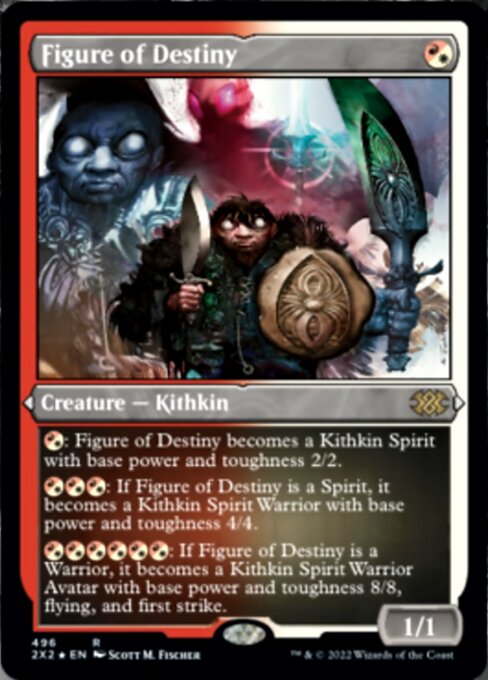 Figure of Destiny
Creature — Kithkin
: Figure of Destiny becomes a Kithkin Spirit
with base power and toughness 2/2.
: If Figure of Destiny is a Spirit, it
becomes a Kithkin Spirit Warrior with base
power and toughness 4/4.
: If Figure of Destiny is a
Warrior, it becomes a Kithkin Spirit Warrior
Avatar with base power and toughness 8/8,
flying, and first strike.
1/1
496 R
2X2 ★ EN Scott M. Fischer
™ & © 2022 Wizards of the Coast